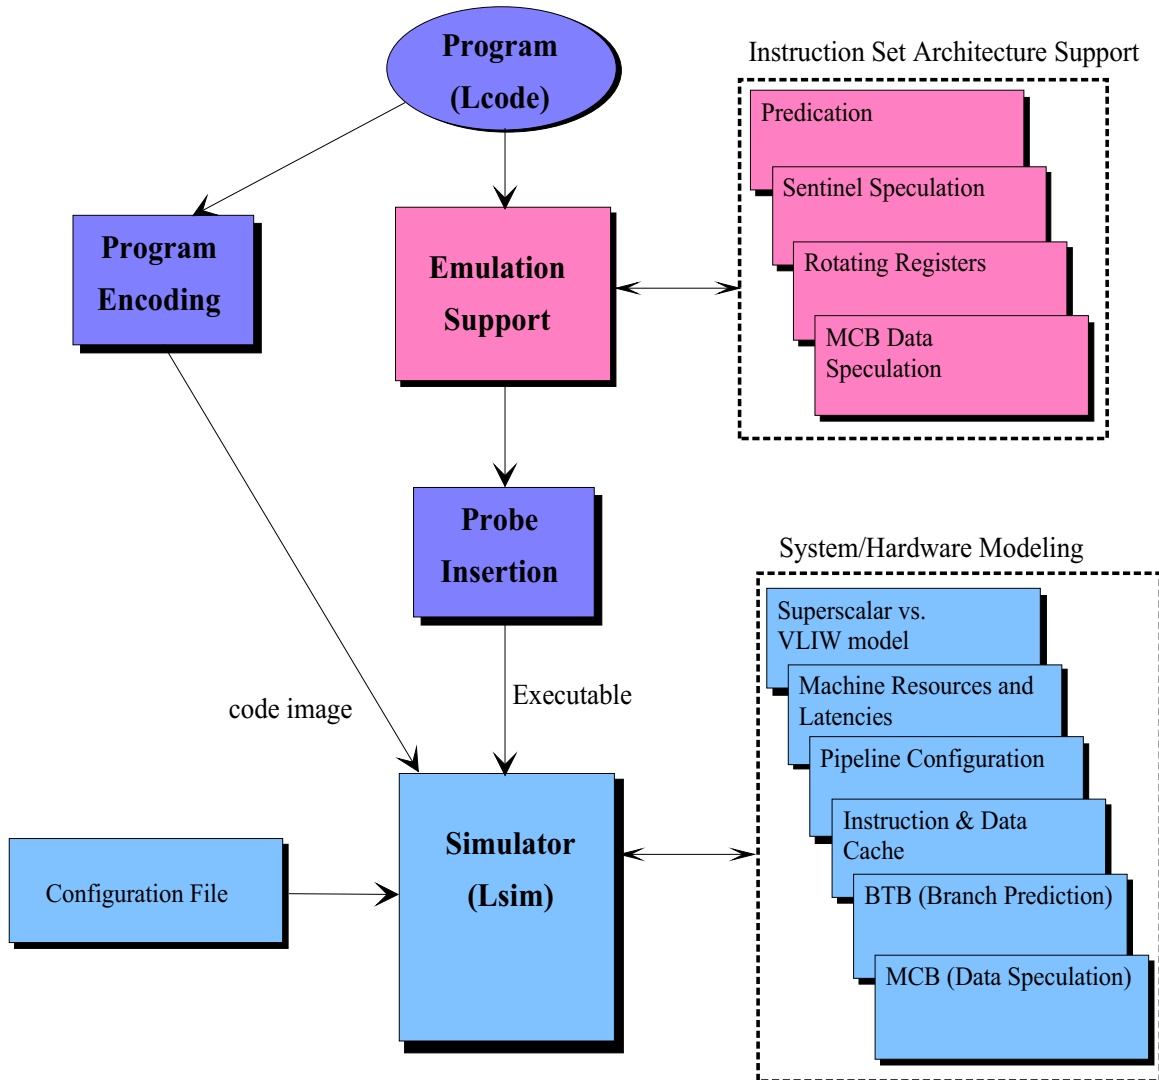 Program
(Lcode)
Instruction Set Architecture Support
Predication
Sentinel Speculation
Rotating Registers
MCB Data
Speculation
Program
Encoding
Emulation
Support
Probe
Insertion
System/Hardware Modeling
Superscalar vs.
VLIW model
Machine Resources and
Latencies
Pipeline Configuration
Instruction & Data
Cache
BTB (Branch Prediction)
MCB (Data Speculation)
code image
Executable
Simulator
(Lsim)
Configuration File